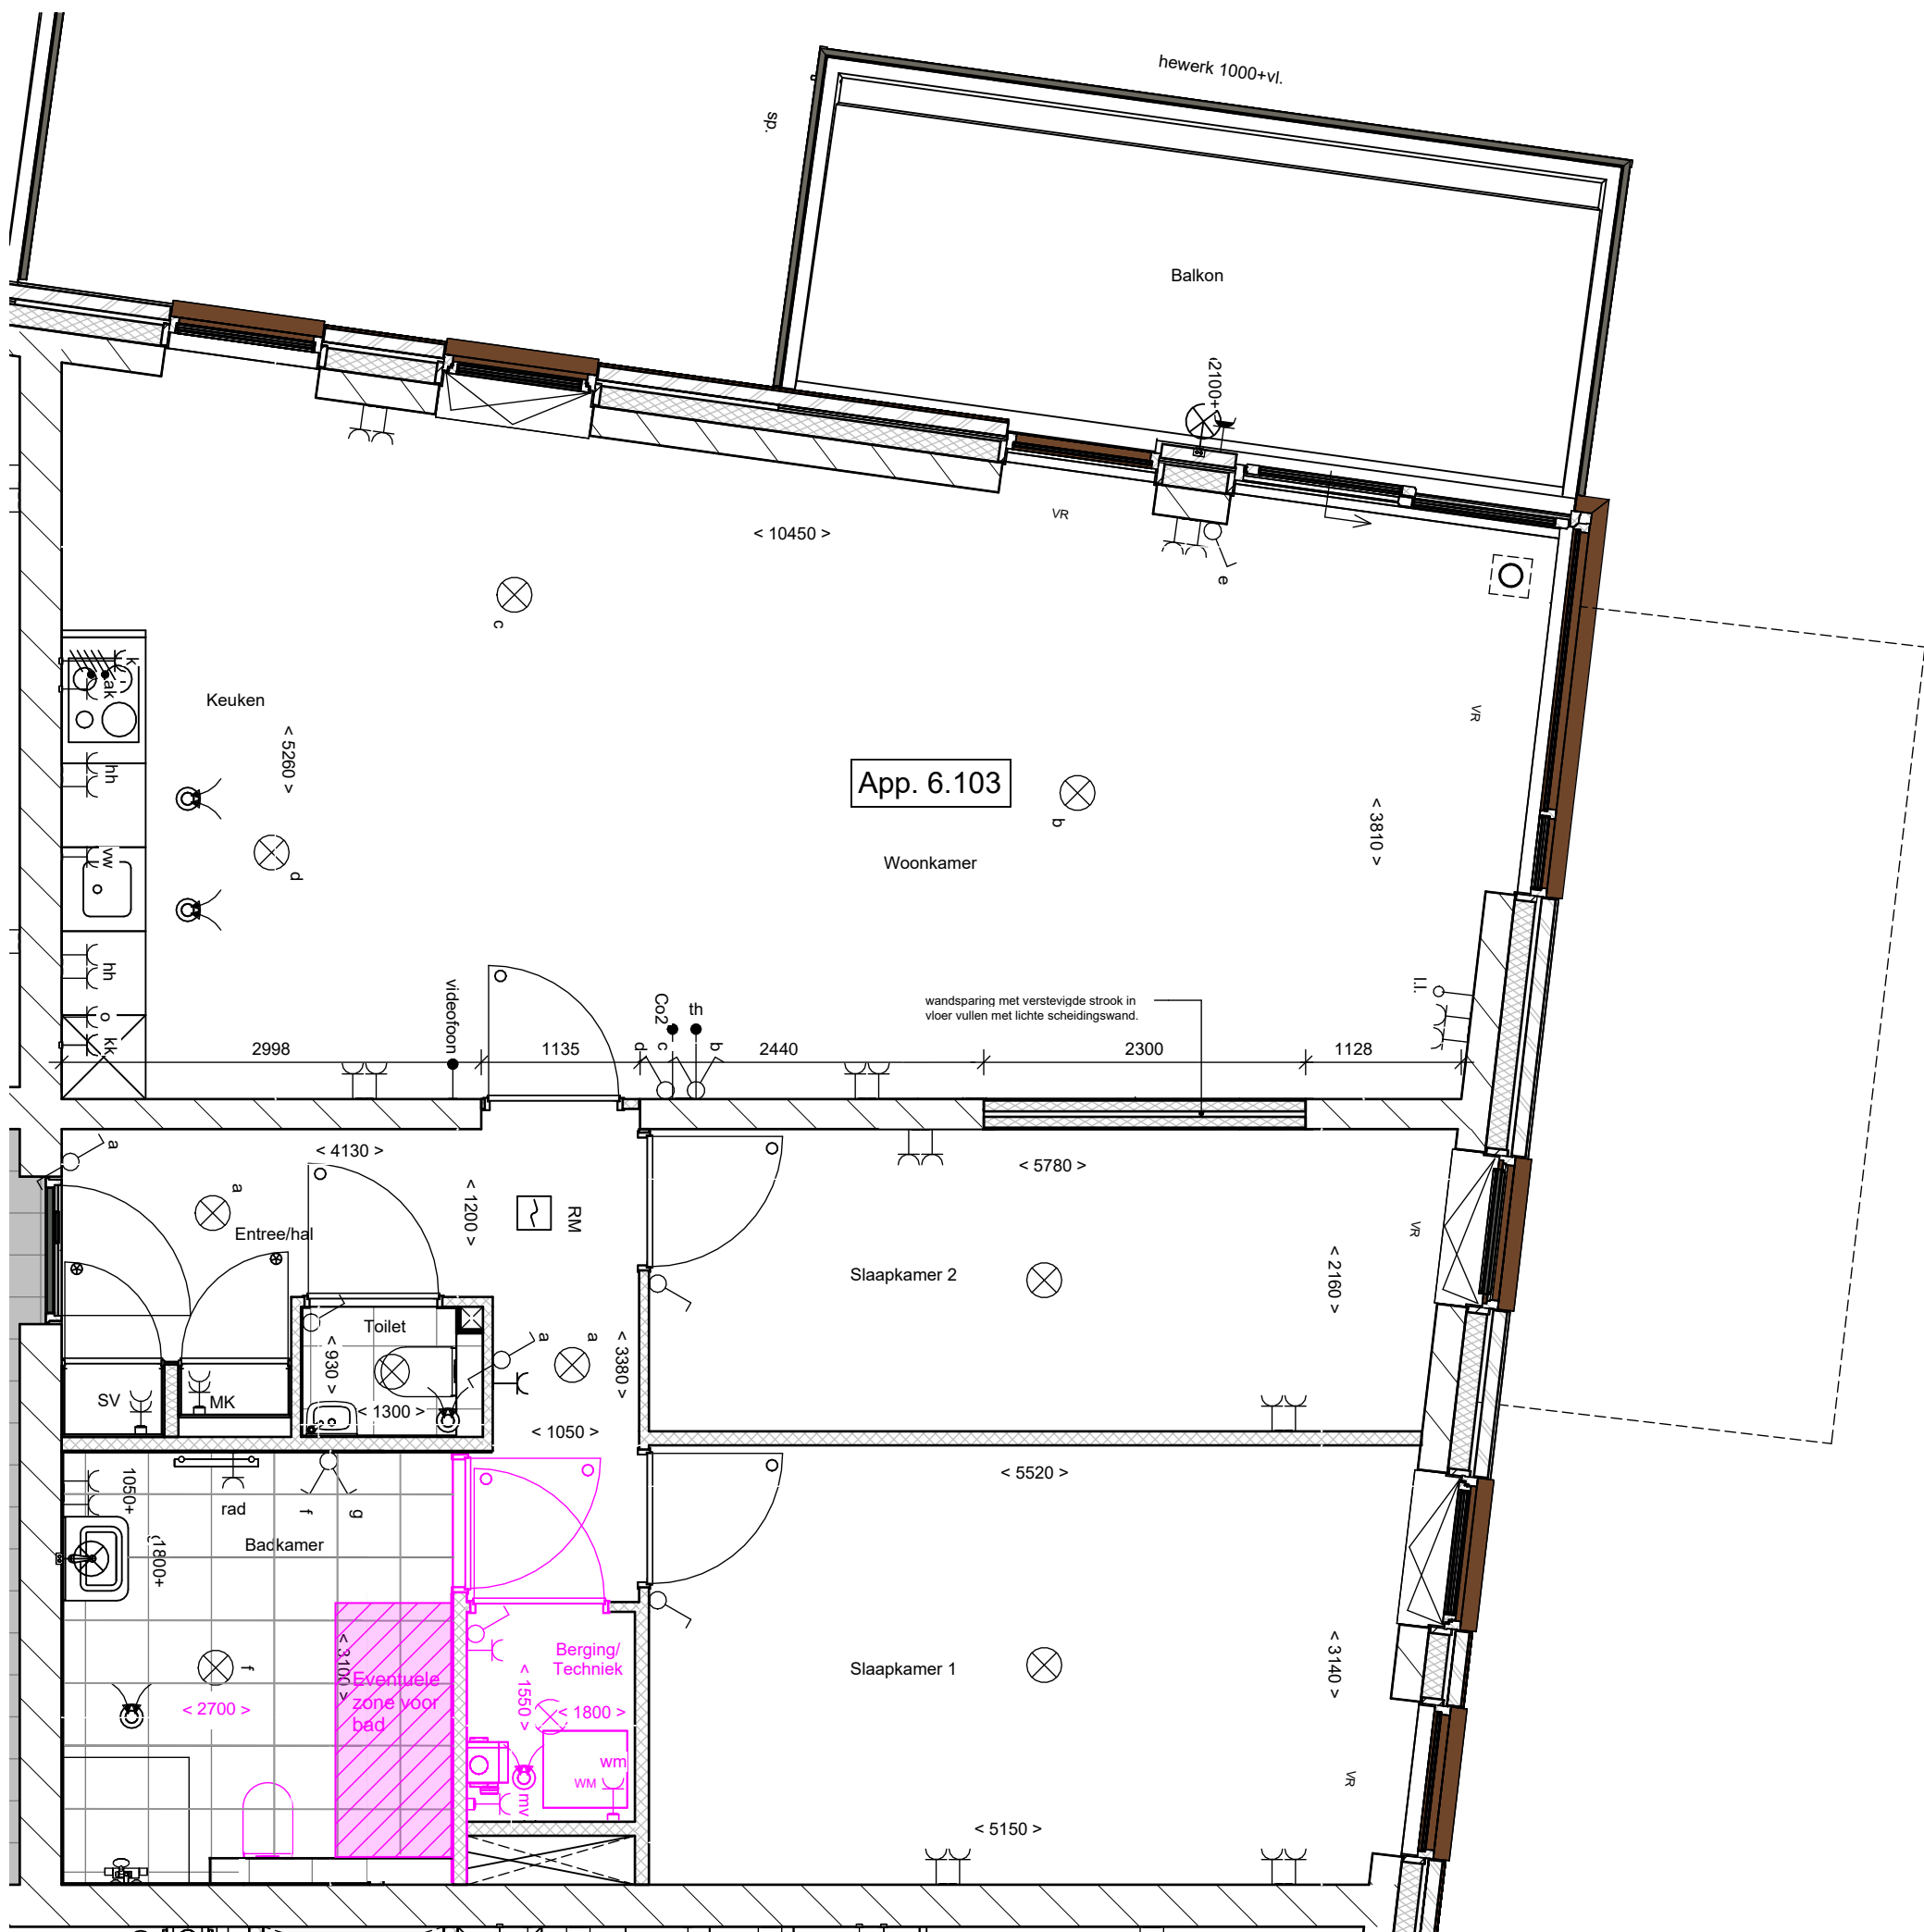 hewerk 1000+vl.
sp.
Balkon
2100+
VR
< 10450 >
e
c
k
ak
Keuken
VR
< 5260 >
hh
App. 6.103
b
< 3810 >
vw
Woonkamer
d
hh
videofoon
Co2
th
wandsparing met verstevigde strook in
vloer vullen met lichte scheidingswand.
l.l.
o
kk
2998
1135
d
c
b
2440
2300
1128
a
< 4130 >
< 5780 >
a
< 1200 >
RM
Entree/hal
VR
Slaapkamer 2
< 2160 >
Toilet
a
a
< 930 >
< 3380 >
SV
MK
< 1300 >
< 1050 >
< 5520 >
1050+
rad
f
g
Badkamer
1800+
< 3100 >
Berging/
Techniek
Slaapkamer 1
< 3140 >
f
Eventuele
zone voor
bad
< 2700 >
< 1550 >
< 1800 >
wm
WM
mv
VR
< 5150 >